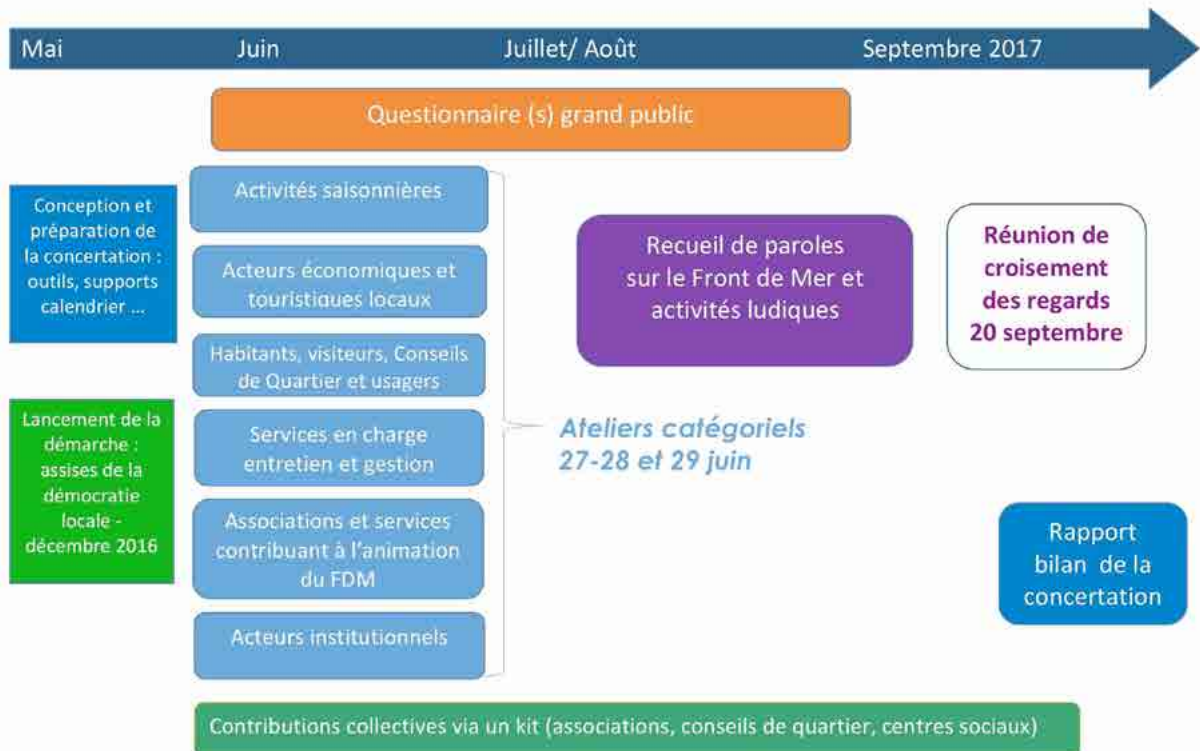 Mai Juin Juillet/ Août Septembre 2017
Questionnaire (s) grand public
Conception et
préparation de
la concertation :
outils, supports
calendrier ...
Lancement de la
démarche :
assises de la
démocratie
locale -
décembre 2016
Activités saisonnières
Acteurs économiques et
touristiques locaux
Habitants, visiteurs, Conseils
de Quartier et usagers
Services en charge
entretien et gestion
Associations et services
contribuant à l'animation
du FDM
Acteurs institutionnels
Ateliers catégoriels
27-28 et 29 juin
Recueil de paroles
sur le Front de Mer et
activités ludiques
Réunion de
croisement
des regards
20 septembre
Rapport
bilan de la
concertation
Contributions collectives via un kit (associations, conseils de quartier, centres sociaux)